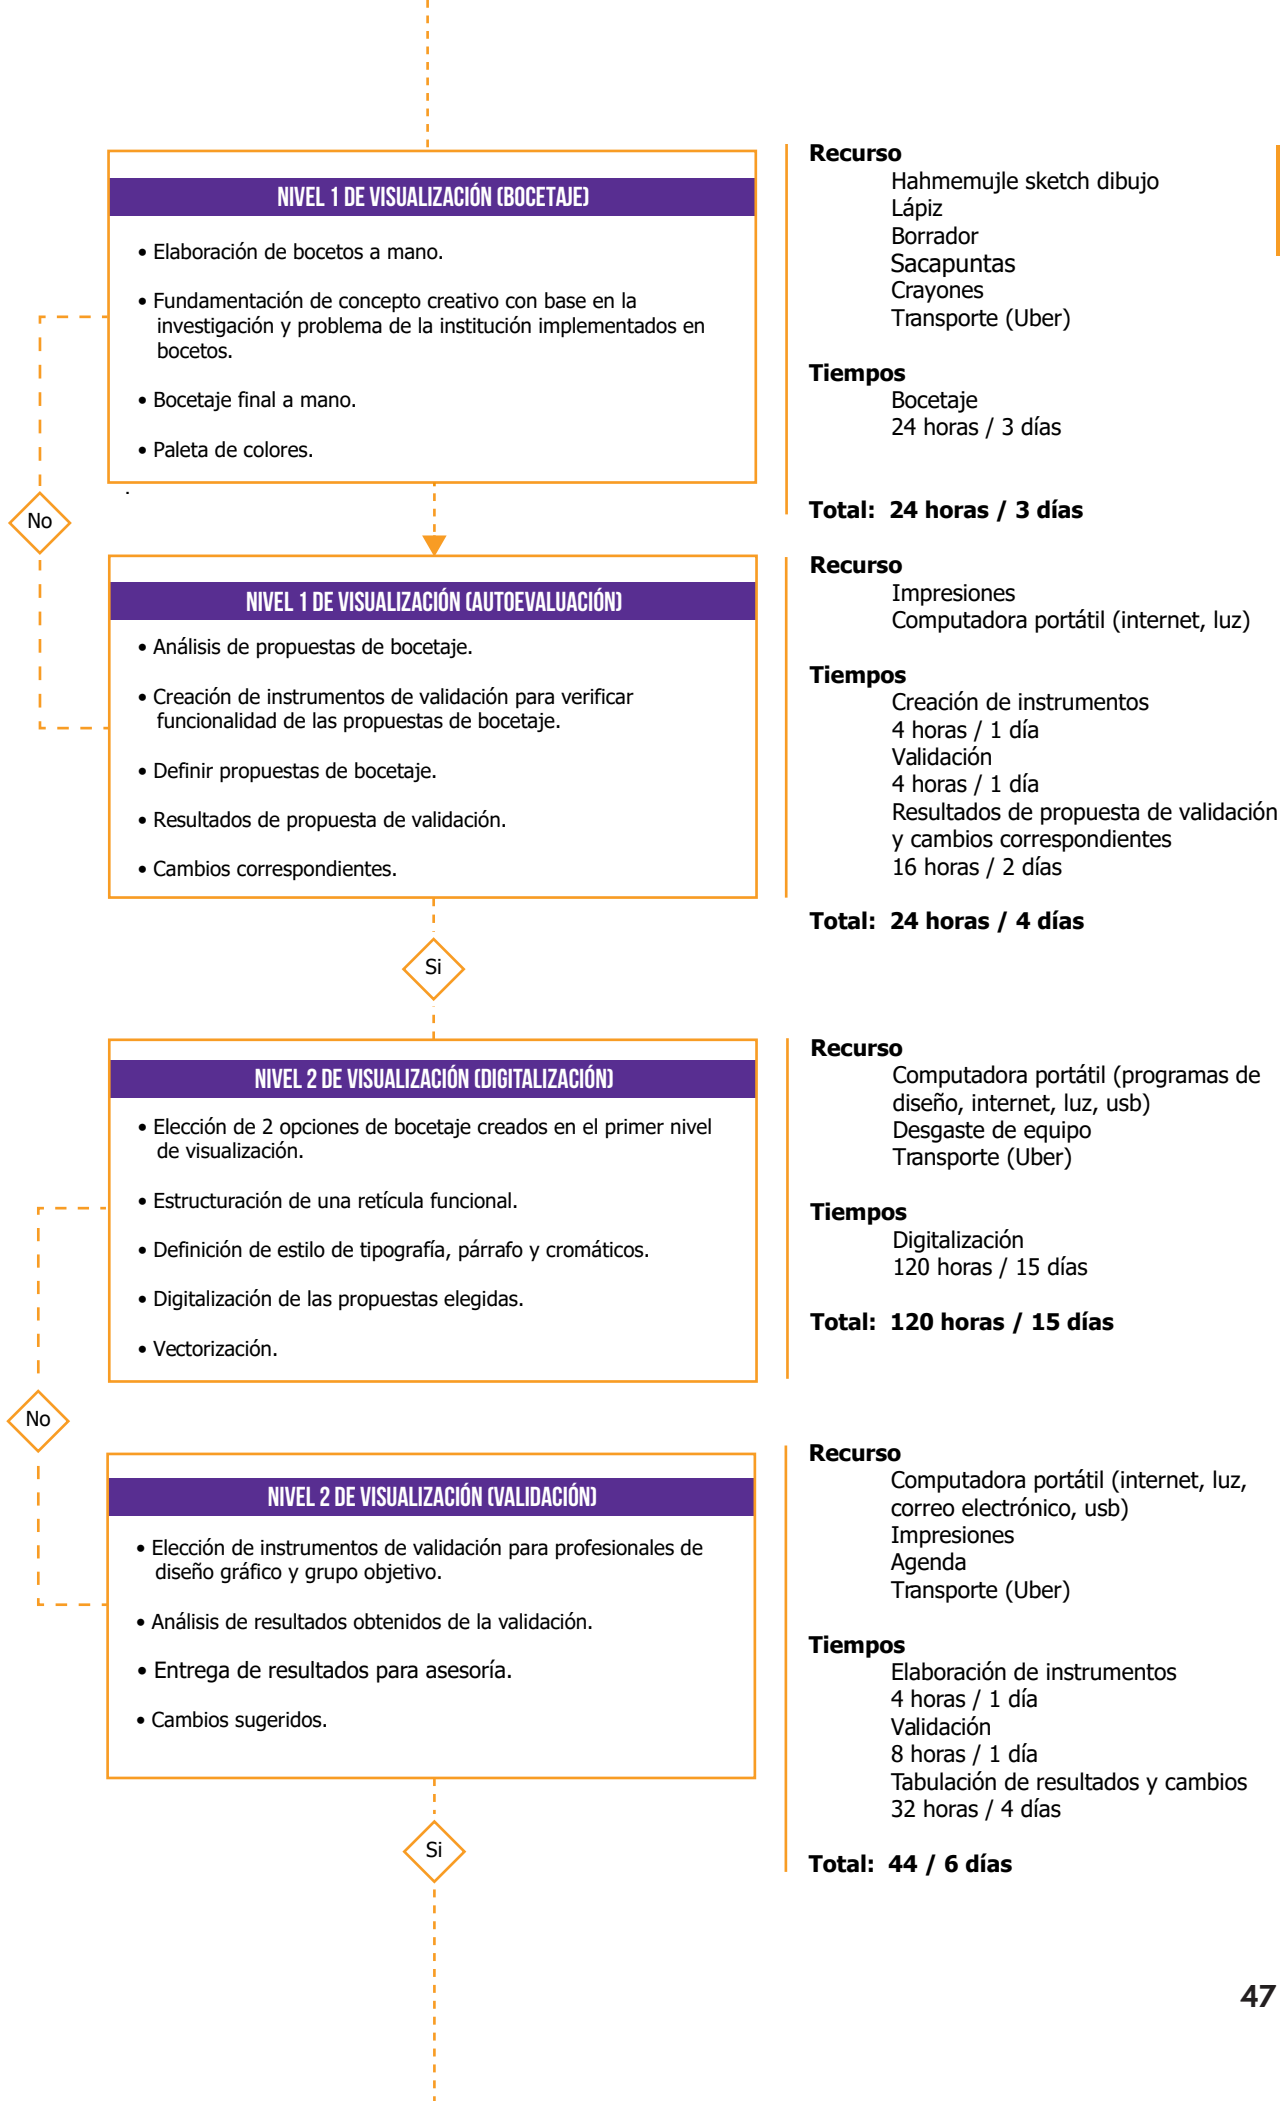 NIVEL 1 DE VISUALIZACIÓN (BOCETAJE)
• Elaboración de bocetos a mano.
• Fundamentación de concepto creativo con base en la
investigación y problema de la institución implementados en
bocetos.
• Bocetaje final a mano.
• Paleta de colores.
.
Recurso
Hahmemujle sketch dibujo
Lápiz
Borrador
Sacapuntas
Crayones
Transporte (Uber)
Tiempos
Bocetaje
24 horas / 3 días
Total: 24 horas / 3 días
No
NIVEL 1 DE VISUALIZACIÓN (AUTOEVALUACIÓN)
• Análisis de propuestas de bocetaje.
• Creación de instrumentos de validación para verificar
funcionalidad de las propuestas de bocetaje.
• Definir propuestas de bocetaje.
• Resultados de propuesta de validación.
• Cambios correspondientes.
Recurso
Impresiones
Computadora portátil (internet, luz)
Tiempos
Creación de instrumentos
4 horas / 1 día
Validación
4 horas / 1 día
Resultados de propuesta de validación
y cambios correspondientes
16 horas / 2 días
Total: 24 horas / 4 días
Si
NIVEL 2 DE VISUALIZACIÓN (DIGITALIZACIÓN)
• Elección de 2 opciones de bocetaje creados en el primer nivel
de visualización.
• Estructuración de una retícula funcional.
• Definición de estilo de tipografía, párrafo y cromáticos.
• Digitalización de las propuestas elegidas.
• Vectorización.
Recurso
Computadora portátil (programas de
diseño, internet, luz, usb)
Desgaste de equipo
Transporte (Uber)
Tiempos
Digitalización
120 horas / 15 días
Total: 120 horas / 15 días
No
NIVEL 2 DE VISUALIZACIÓN (VALIDACIÓN)
• Elección de instrumentos de validación para profesionales de
diseño gráfico y grupo objetivo.
• Análisis de resultados obtenidos de la validación.
• Entrega de resultados para asesoría.
• Cambios sugeridos.
Recurso
Computadora portátil (internet, luz,
correo electrónico, usb)
Impresiones
Agenda
Transporte (Uber)
Tiempos
Elaboración de instrumentos
4 horas / 1 día
Validación
8 horas / 1 día
Tabulación de resultados y cambios
32 horas / 4 días
Total: 44 / 6 días
Si
47